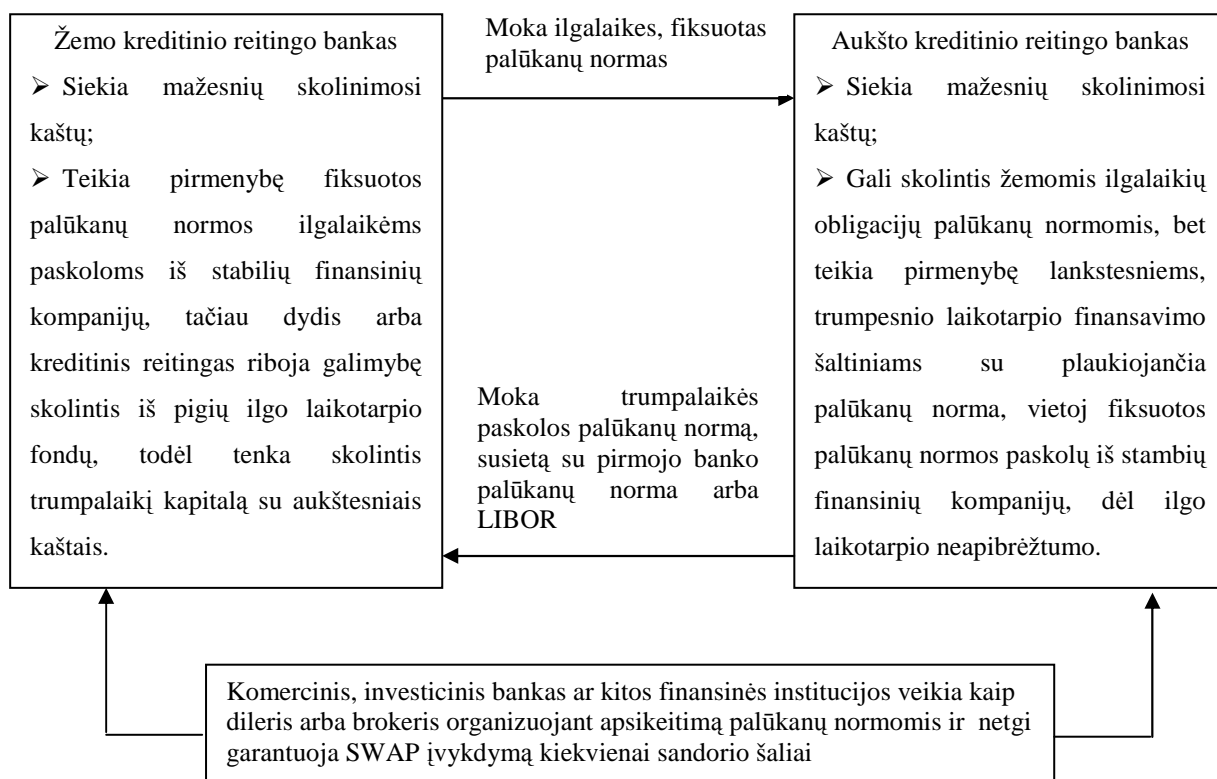 Žemo kreditinio reitingo bankas
➢ Siekia mažesnių skolinimosi
kaštų;
➢ Teikia pirmenybę fiksuotos
palūkanų normos ilgalaikėms
paskoloms iš stabilių finansinių
kompanijų, tačiau dydis arba
kreditinis reitingas riboja galimybę
skolintis iš pigių ilgo laikotarpio
fondų, todėl tenka skolintis
trumpalaikį kapitalą su aukštesniais
kaštais.
Moka ilgalaikes, fiksuotas
palūkanų normas
Moka trumpalaikės
paskolos palūkanų normą,
susietą su pirmojo banko
palūkanų norma arba
LIBOR
Aukšto kreditinio reitingo bankas
➢ Siekia mažesnių skolinimosi
kaštų;
➢ Gali skolintis žemomis ilgalaikių
obligacijų palūkanų normomis, bet
teikia pirmenybę lankstesniems,
trumpesnio laikotarpio finansavimo
šaltiniams su plaukiojančia
palūkanų norma, vietoj fiksuotos
palūkanų normos paskolų iš stambių
finansinių kompanijų, dėl ilgo
laikotarpio neapibrėžtumo.
Komercinis, investicinis bankas ar kitos finansinės institucijos veikia kaip
dileris arba brokeris organizuojant apsikeitimą palūkanų normomis ir netgi
garantuoja SWAP įvykdymą kiekvienai sandorio šaliai